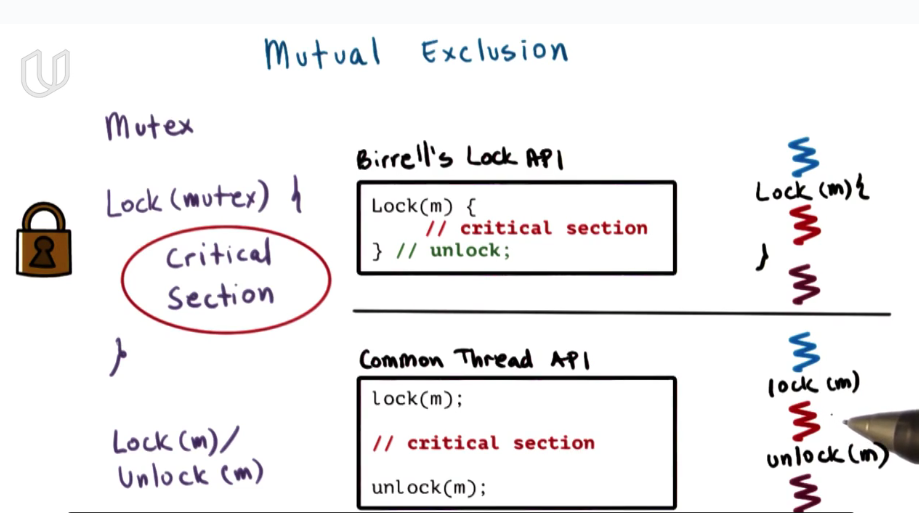 Mutual Exclusion
Mutex
Lock (mutex) {
Critical
Section
}
Lock (m) /
Unlock (m)
Birrell's Lock API
Lock(m) {
// critical section
} // unlock;
Lock (m) {
}
Common Thread API
lock(m);
// critical section
unlock(m);
lock (m)
unlock (m)